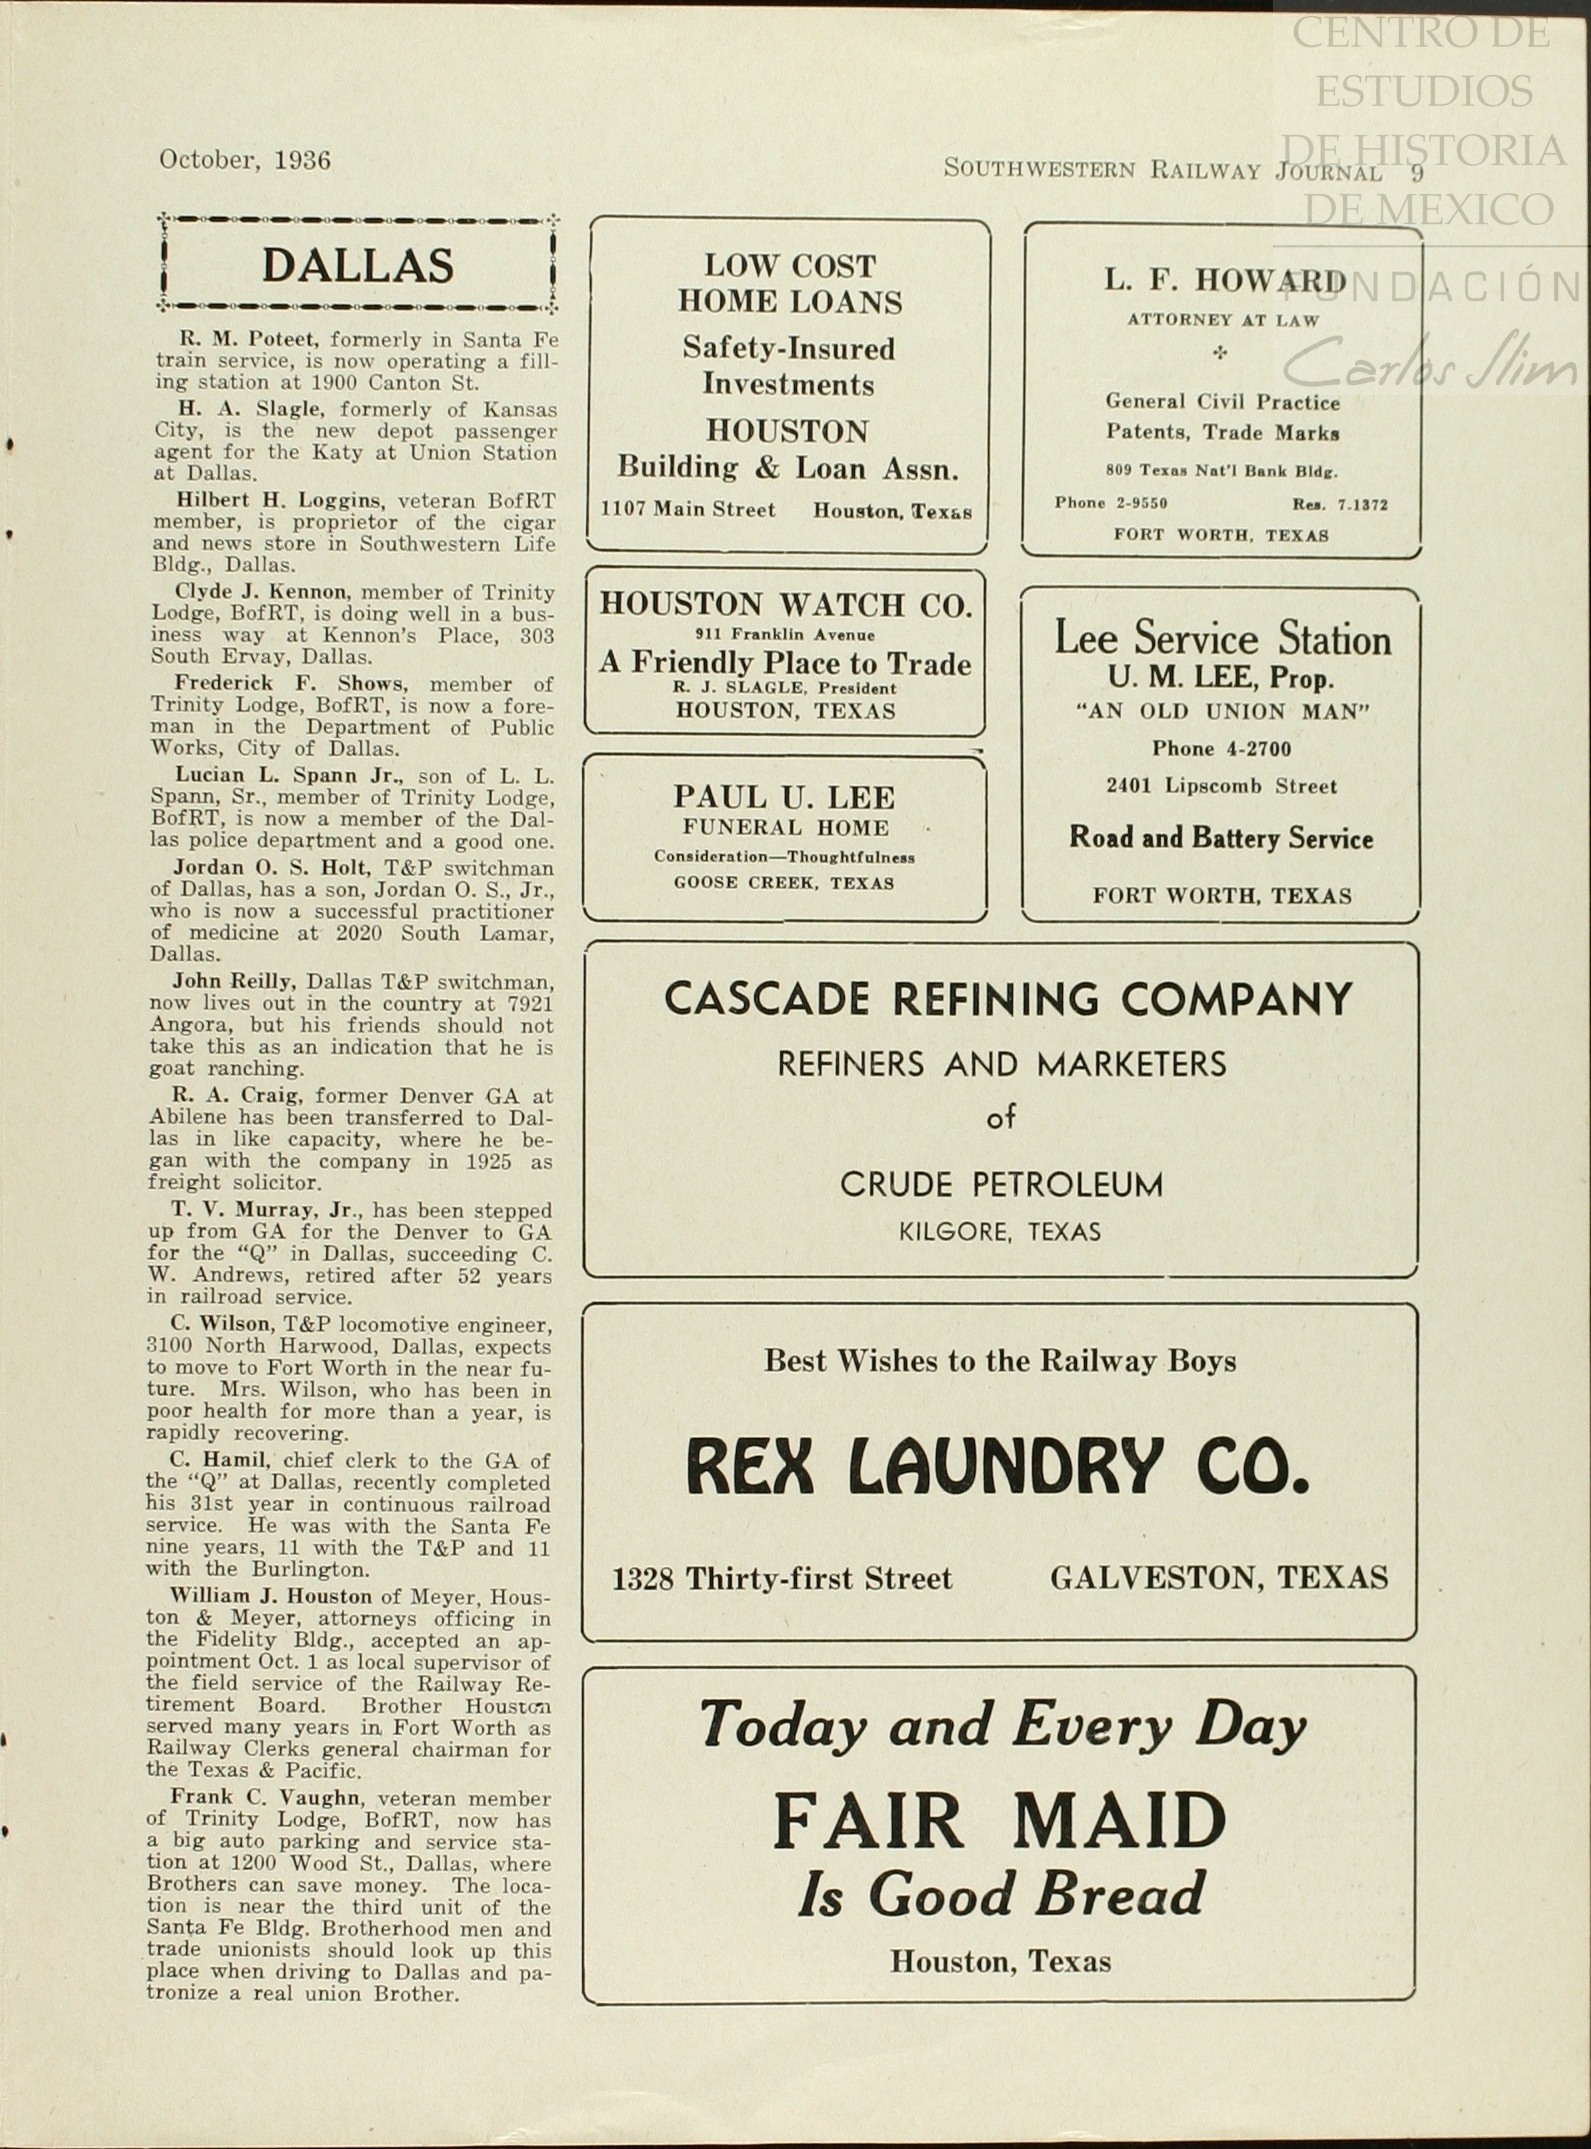 CENTRO DE
ESTUDIOS
DE HISTORIA
DE MEXICO
FUNDACIÓN
Carlos Slim
October, 1936
SOUTHWESTERN RAILWAY JOURNAL 9
DALLAS
R. M. Poteet, formerly in Santa Fe
train service, is now operating a fill-
ing station at 1900 Canton St.
H. A. Slagle, formerly of Kansas
City, is the new depot passenger
agent for the Katy at Union Station
at Dallas.
Hilbert H. Loggins, veteran BofRT
member, is proprietor of the cigar
and news store in Southwestern Life
Bldg., Dallas.
Clyde J. Kennon, member of Trinity
Lodge, BofRT, is doing well in a bus-
iness way at Kennon's Place, 303
South Ervay, Dallas.
Frederick F. Shows, member of
Trinity Lodge, BofRT, is now a fore-
man in the Department of Public
Works, City of Dallas.
Lucian L. Spann Jr., son of L. L.
Spann, Sr., member of Trinity Lodge,
BofRT, is now a member of the Dal-
las police department and a good one.
Jordan O. S. Holt, T&P switchman
of Dallas, has a son, Jordan O. S., Jr.,
who is now a successful practitioner
of medicine at 2020 South Lamar,
Dallas.
John Reilly, Dallas T&P switchman,
now lives out in the country at 7921
Angora, but his friends should not
take this as an indication that he is
goat ranching.
R. A. Craig, former Denver GA at
Abilene has been transferred to Dal-
las in like capacity, where he be-
gan with the company in 1925 as
freight solicitor.
T. V. Murray, Jr., has been stepped
up from GA for the Denver to GA
for the “Q” in Dallas, succeeding C.
W. Andrews, retired after 52 years
in railroad service.
C. Wilson, T&P locomotive engineer,
3100 North Harwood, Dallas, expects
to move to Fort Worth in the near fu-
ture. Mrs. Wilson, who has been in
poor health for more than a year, is
rapidly recovering.
C. Hamil, chief clerk to the GA of
the “Q” at Dallas, recently completed
his 31st year in continuous railroad
service. He was with the Santa Fe
nine years, 11 with the T&P and 11
with the Burlington.
William J. Houston of Meyer, Hous-
ton & Meyer, attorneys officing in
the Fidelity Bldg., accepted an ap-
pointment Oct. 1 as local supervisor of
the field service of the Railway Re-
tirement Board. Brother Houston
served many years in Fort Worth as
Railway Clerks general chairman for
the Texas & Pacific.
Frank C. Vaughn, veteran member
of Trinity Lodge, BofRT, now has
a big auto parking and service sta-
tion at 1200 Wood St., Dallas, where
Brothers can save money. The loca-
tion is near the third unit of the
Santa Fe Bldg. Brotherhood men and
trade unionists should look up this
place when driving to Dallas and pa-
tronize a real union Brother.
LOW COST
HOME LOANS
Safety-Insured
Investments
HOUSTON
Building & Loan Assn.
1107 Main Street Houston, Texas
HOUSTON WATCH CO.
911 Franklin Avenue
A Friendly Place to Trade
R. J. SLAGLE, President
HOUSTON, TEXAS
PAUL U. LEE
FUNERAL HOME
Consideration—Thoughtfulness
GOOSE CREEK, TEXAS
L. F. HOWARD
ATTORNEY AT LAW
General Civil Practice
Patents, Trade Marks
809 Texas Nat'l Bank Bldg.
Phone 2-9550 Res. 7-1372
FORT WORTH, TEXAS
Lee Service Station
U. M. LEE, Prop.
“AN OLD UNION MAN”
Phone 4-2700
2401 Lipscomb Street
Road and Battery Service
FORT WORTH, TEXAS
CASCADE REFINING COMPANY
REFINERS AND MARKETERS
of
CRUDE PETROLEUM
KILGORE, TEXAS
Best Wishes to the Railway Boys
REX LAUNDRY CO.
1328 Thirty-first Street GALVESTON, TEXAS
Today and Every Day
FAIR MAID
Is Good Bread
Houston, Texas